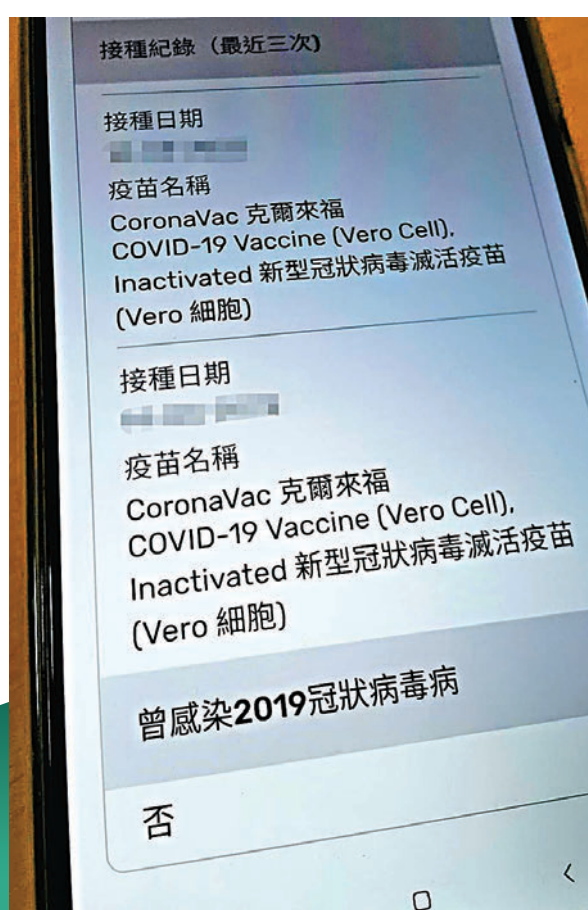 接種紀錄（最近三次)
接種日期
疫苗名稱
CoronaVac 克爾來福
COVID-19 Vaccine (Vero Cell),
Inactivated 新型冠狀病毒滅活疫苗
(Vero 細胞)
接種日期
疫苗名稱
CoronaVac 克爾來福
COVID-19 Vaccine (Vero Cell),
Inactivated 新型冠狀病毒滅活疫苗
(Vero 細胞)
曾感染2019冠狀病毒病
否